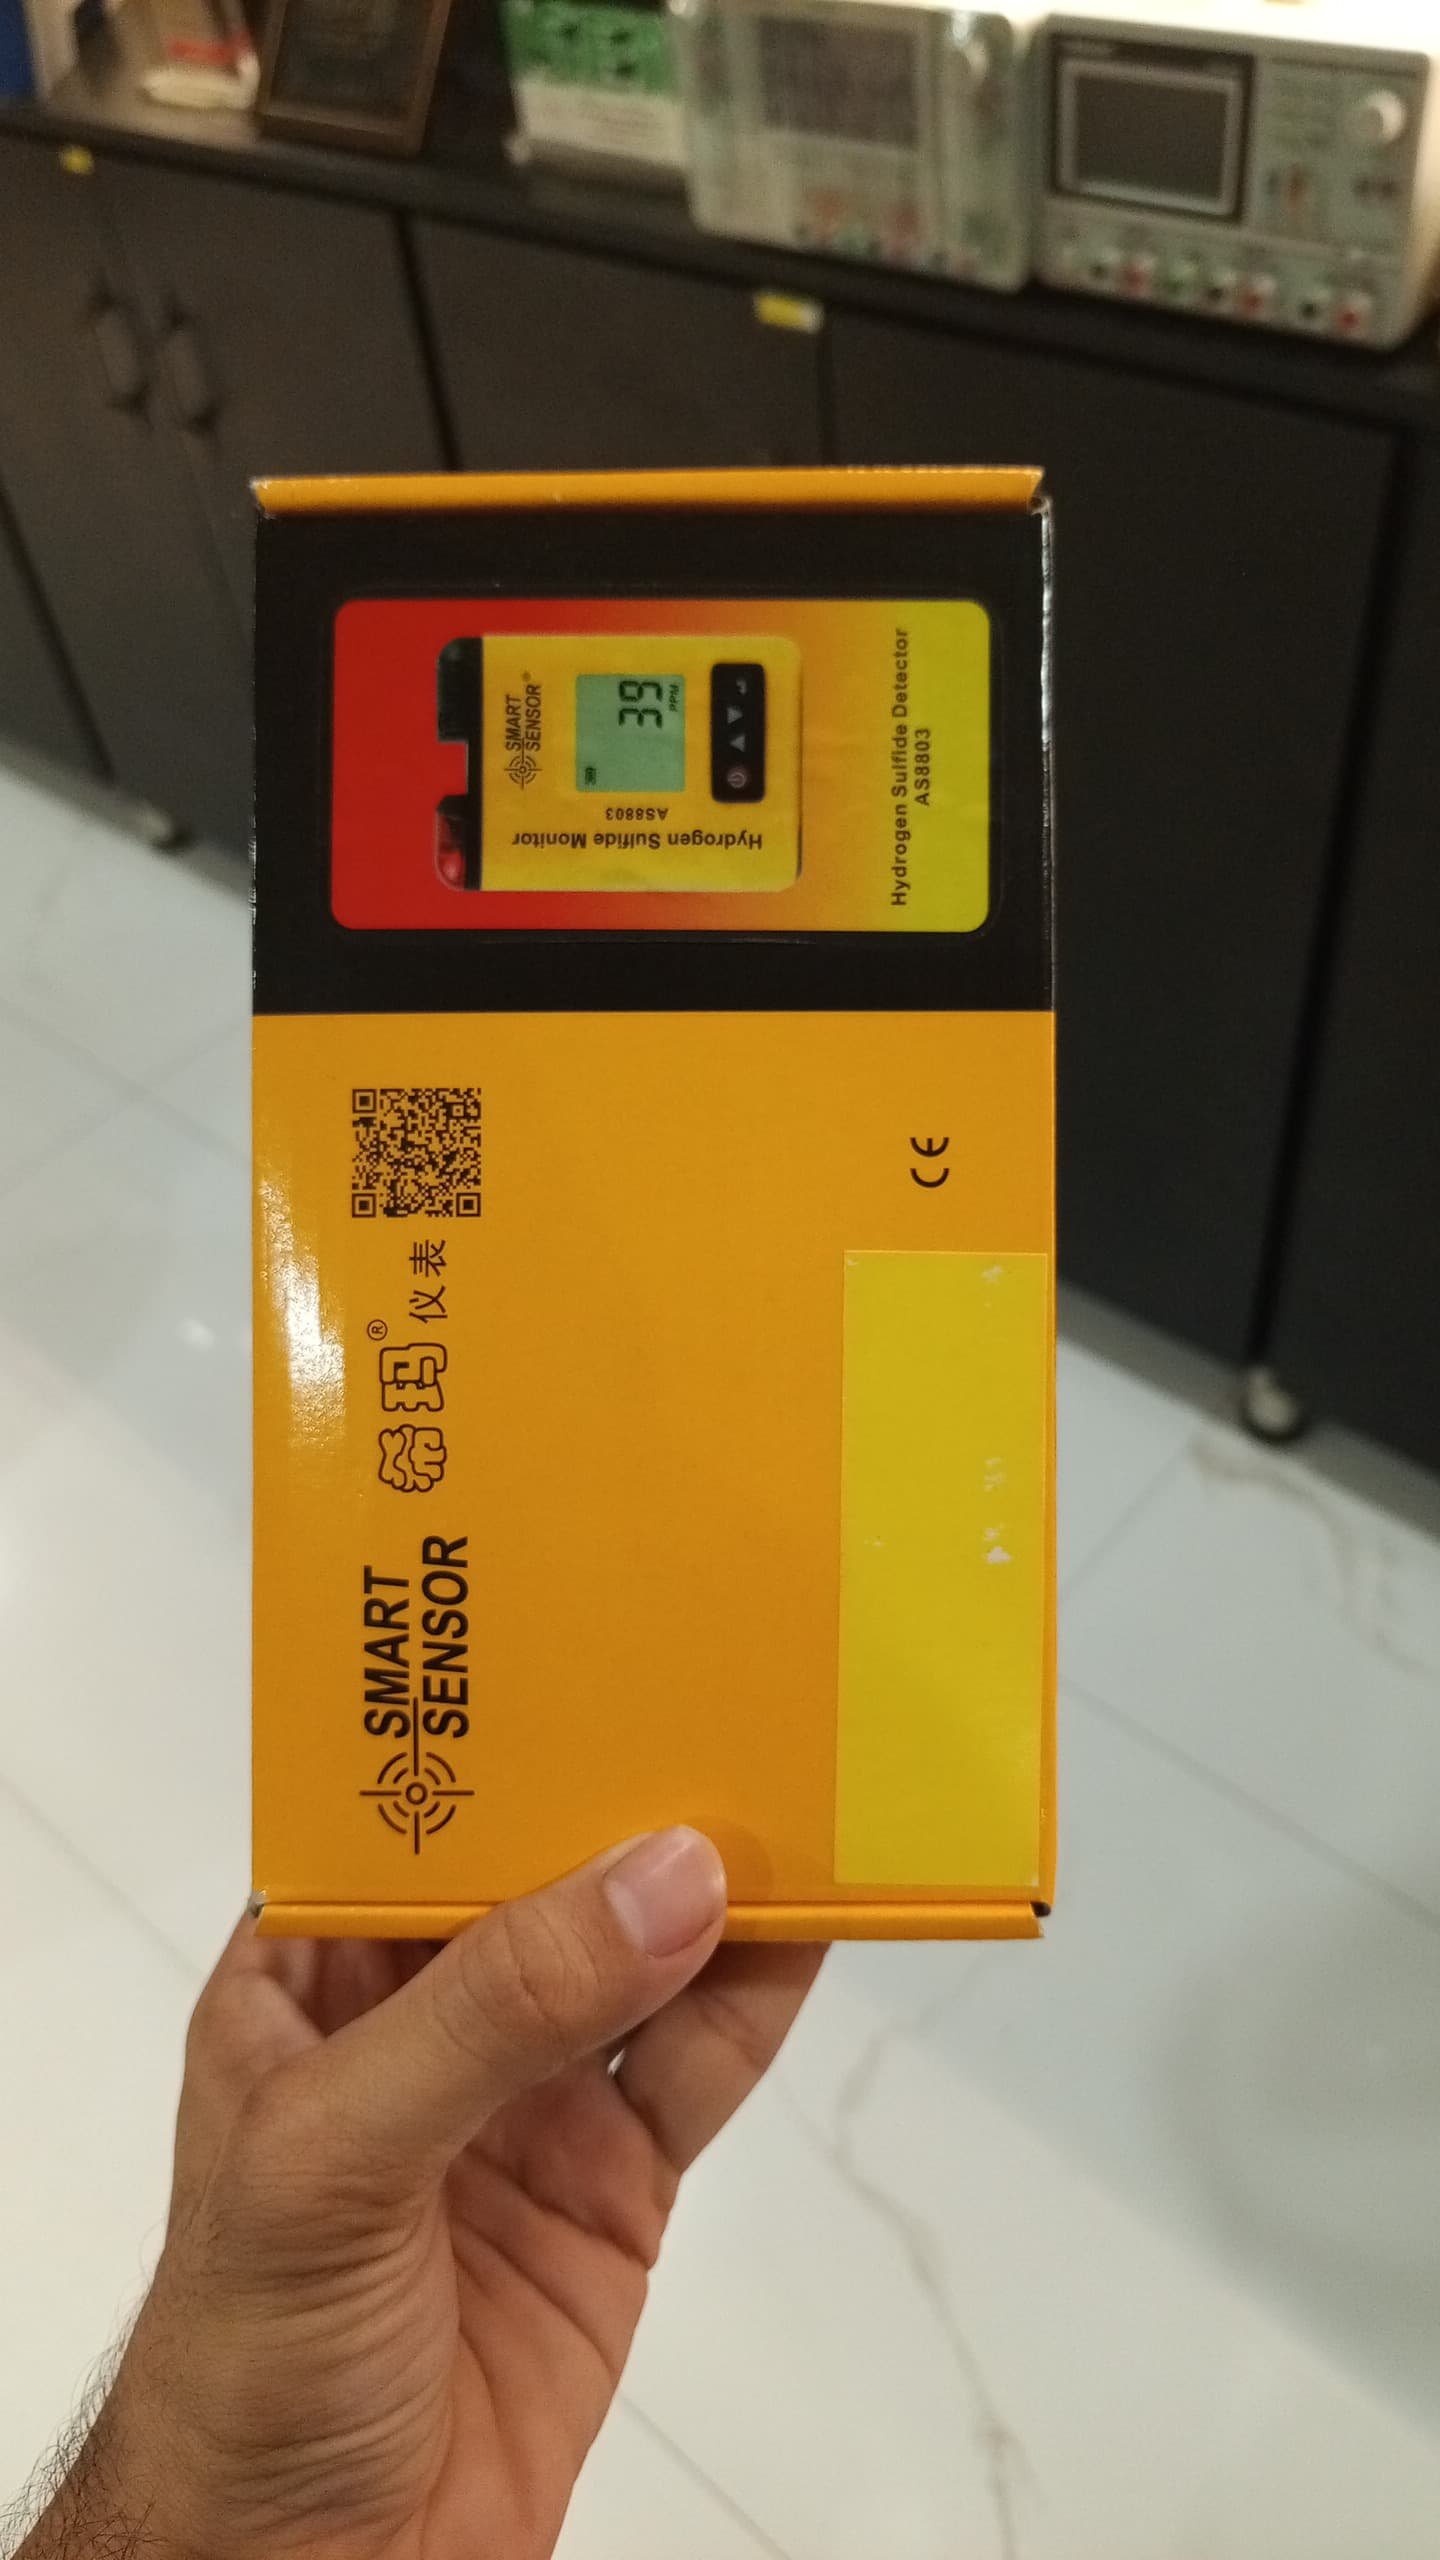 SMART
SENSOR®
39
PPM
Hydrogen Sulfide Monitor
AS8803
Hydrogen Sulfide Detector
AS8803
SMART
SENSOR
希玛® 仪表
CE